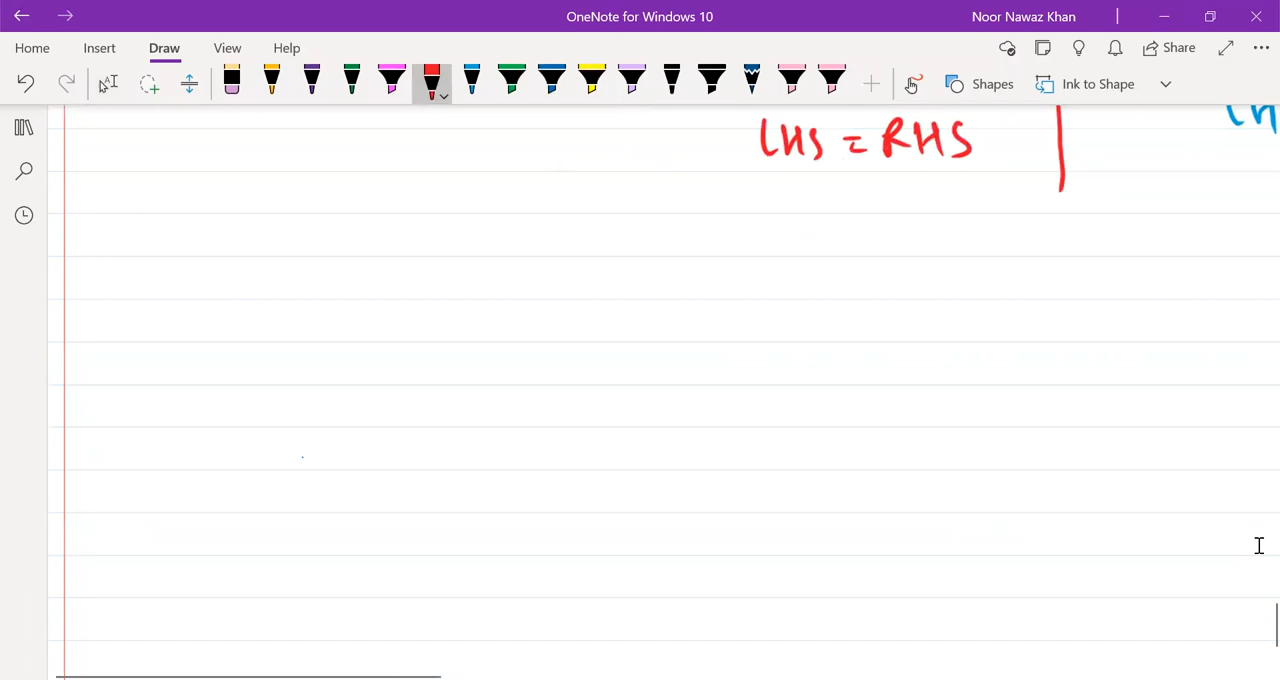 OneNote for Windows 10
Noor Nawaz Khan
Home Insert Draw View Help
Share
Shapes
Ink to Shape
LHS = RHS
LH